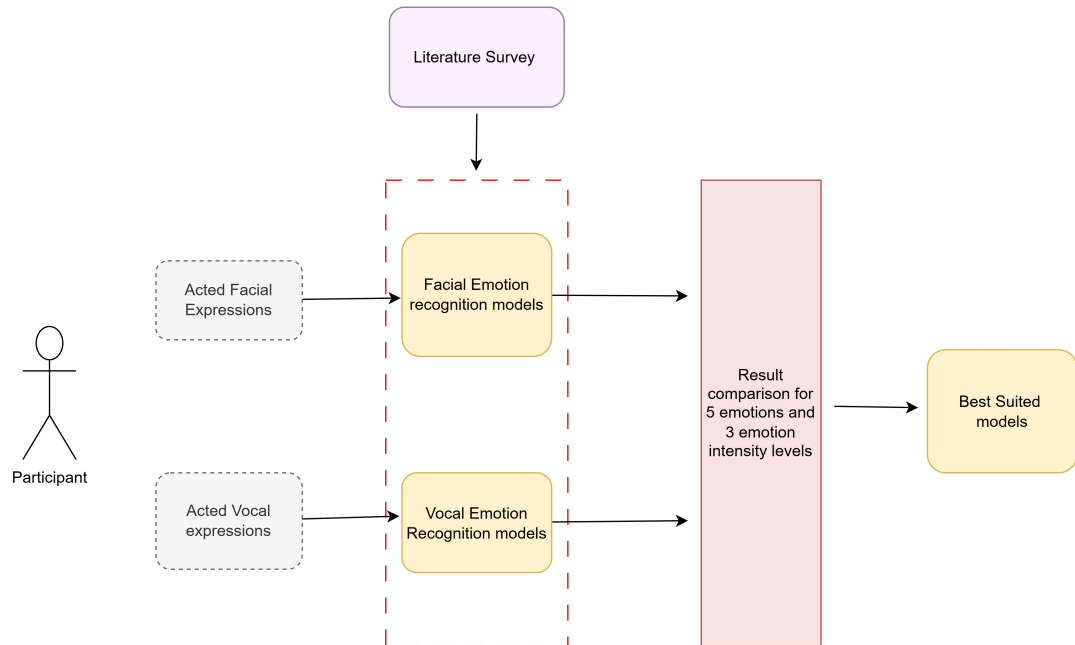 Literature Survey
Acted Facial
Expressions
Facial Emotion
recognition models
Participant
Acted Vocal
expressions
Vocal Emotion
Recognition models
Result
comparison for
5 emotions and
3 emotion
intensity levels
Best Suited
models